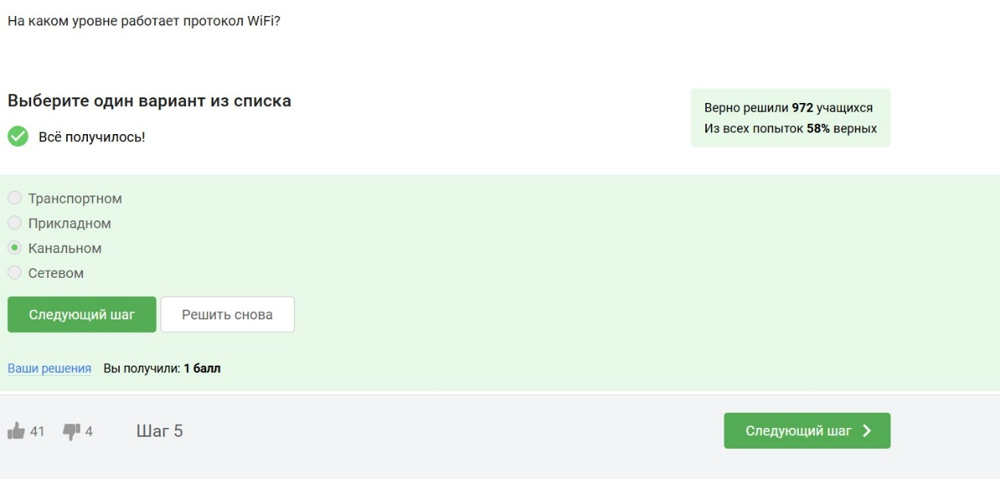 На каком уровне работает протокол WiFi?
Выберите один вариант из списка
Всё получилось!
Верно решили 972 учащихся
Из всех попыток 58% верных
Транспортном
Прикладном
Канальном
Сетевом
Следующий шаг
Решить снова
Ваши решения Вы получили: 1 балл
41 4 Шаг 5
Следующий шаг